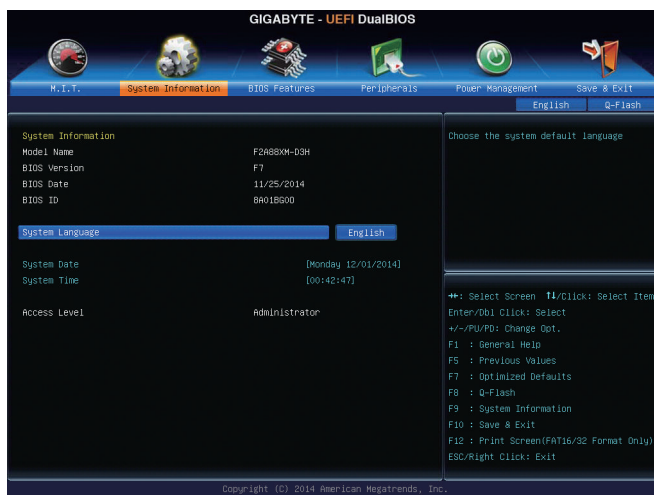 GIGABYTE - UEFI DualBIOS
M.I.T.
System Information
BIOS Features
Peripherals
Power Management
Save & Exit
English
Q-Flash
System Information
Model Name F2A88XM-D3H
BIOS Version F7
BIOS Date 11/25/2014
BIOS ID 8A01BG00
System Language English
System Date [Monday 12/01/2014]
System Time [00:42:47]
Access Level Administrator
Choose the system default language
→←: Select Screen ↑↓/Click: Select Item
Enter/Dbl Click: Select
+/-/PU/PD: Change Opt.
F1 : General Help
F5 : Previous Values
F7 : Optimized Defaults
F8 : Q-Flash
F9 : System Information
F10 : Save & Exit
F12 : Print Screen(FAT16/32 Format Only)
ESC/Right Click: Exit
Copyright (C) 2014 American Megatrends, Inc.